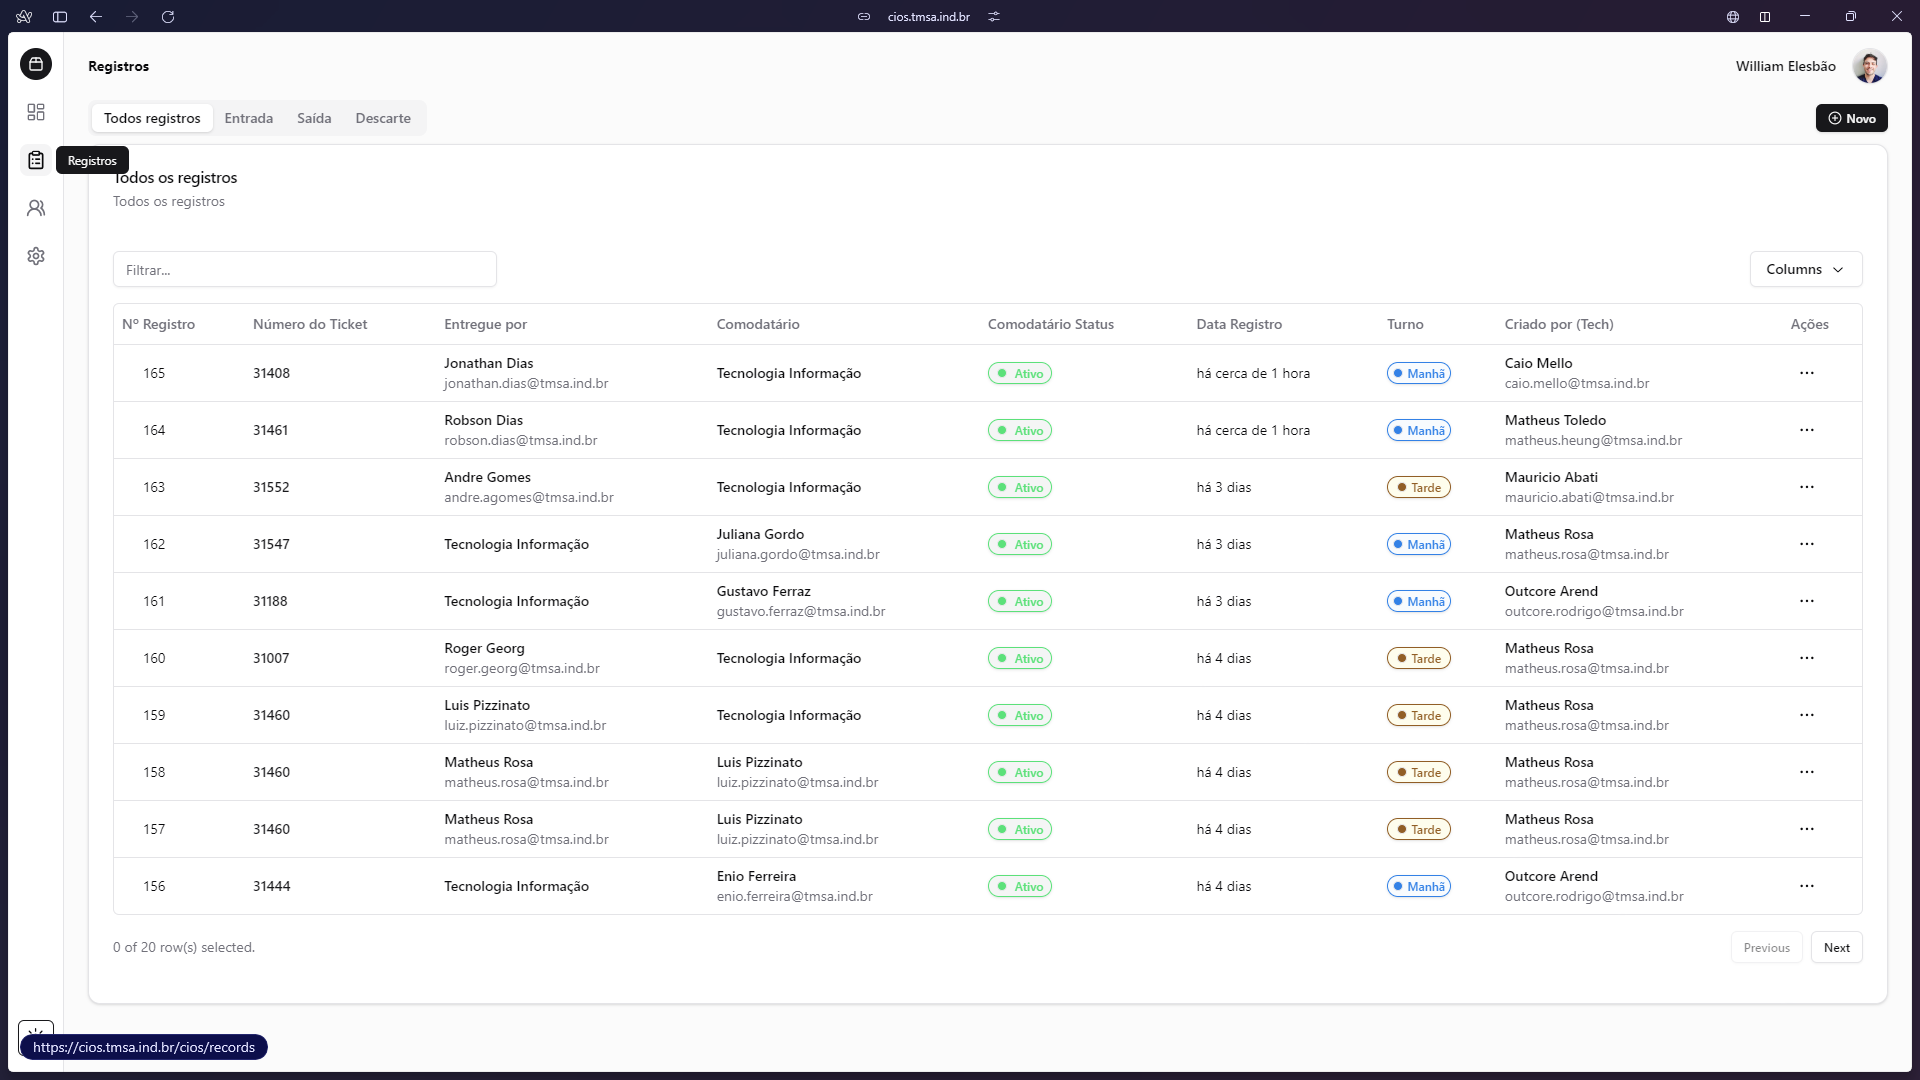 cios.tmsa.ind.br
Registros
William Elesbão
Todos registros Entrada Saída Descarte
Novo
Registros
Todos os registros
Todos os registros
Filtrar...
Columns
Nº Registro Número do Ticket Entregue por Comodatário Comodatário Status Data Registro Turno Criado por (Tech) Ações
165 31408 Jonathan Dias Tecnologia Informação Ativo há cerca de 1 hora Manhã Caio Mello
jonathan.dias@tmsa.ind.br caio.mello@tmsa.ind.br
164 31461 Robson Dias Tecnologia Informação Ativo há cerca de 1 hora Manhã Matheus Toledo
robson.dias@tmsa.ind.br matheus.heung@tmsa.ind.br
163 31552 Andre Gomes Tecnologia Informação Ativo há 3 dias Tarde Mauricio Abati
andre.agomes@tmsa.ind.br mauricio.abati@tmsa.ind.br
162 31547 Tecnologia Informação Juliana Gordo Ativo há 3 dias Manhã Matheus Rosa
juliana.gordo@tmsa.ind.br matheus.rosa@tmsa.ind.br
161 31188 Tecnologia Informação Gustavo Ferraz Ativo há 3 dias Manhã Outcore Arend
gustavo.ferraz@tmsa.ind.br outcore.rodrigo@tmsa.ind.br
160 31007 Roger Georg Tecnologia Informação Ativo há 4 dias Tarde Matheus Rosa
roger.georg@tmsa.ind.br matheus.rosa@tmsa.ind.br
159 31460 Luis Pizzinato Tecnologia Informação Ativo há 4 dias Tarde Matheus Rosa
luiz.pizzinato@tmsa.ind.br matheus.rosa@tmsa.ind.br
158 31460 Matheus Rosa Luis Pizzinato Ativo há 4 dias Tarde Matheus Rosa
matheus.rosa@tmsa.ind.br luiz.pizzinato@tmsa.ind.br matheus.rosa@tmsa.ind.br
157 31460 Matheus Rosa Luis Pizzinato Ativo há 4 dias Tarde Matheus Rosa
matheus.rosa@tmsa.ind.br luiz.pizzinato@tmsa.ind.br matheus.rosa@tmsa.ind.br
156 31444 Tecnologia Informação Enio Ferreira Ativo há 4 dias Manhã Outcore Arend
enio.ferreira@tmsa.ind.br outcore.rodrigo@tmsa.ind.br
0 of 20 row(s) selected.
Previous Next
https://cios.tmsa.ind.br/cios/records